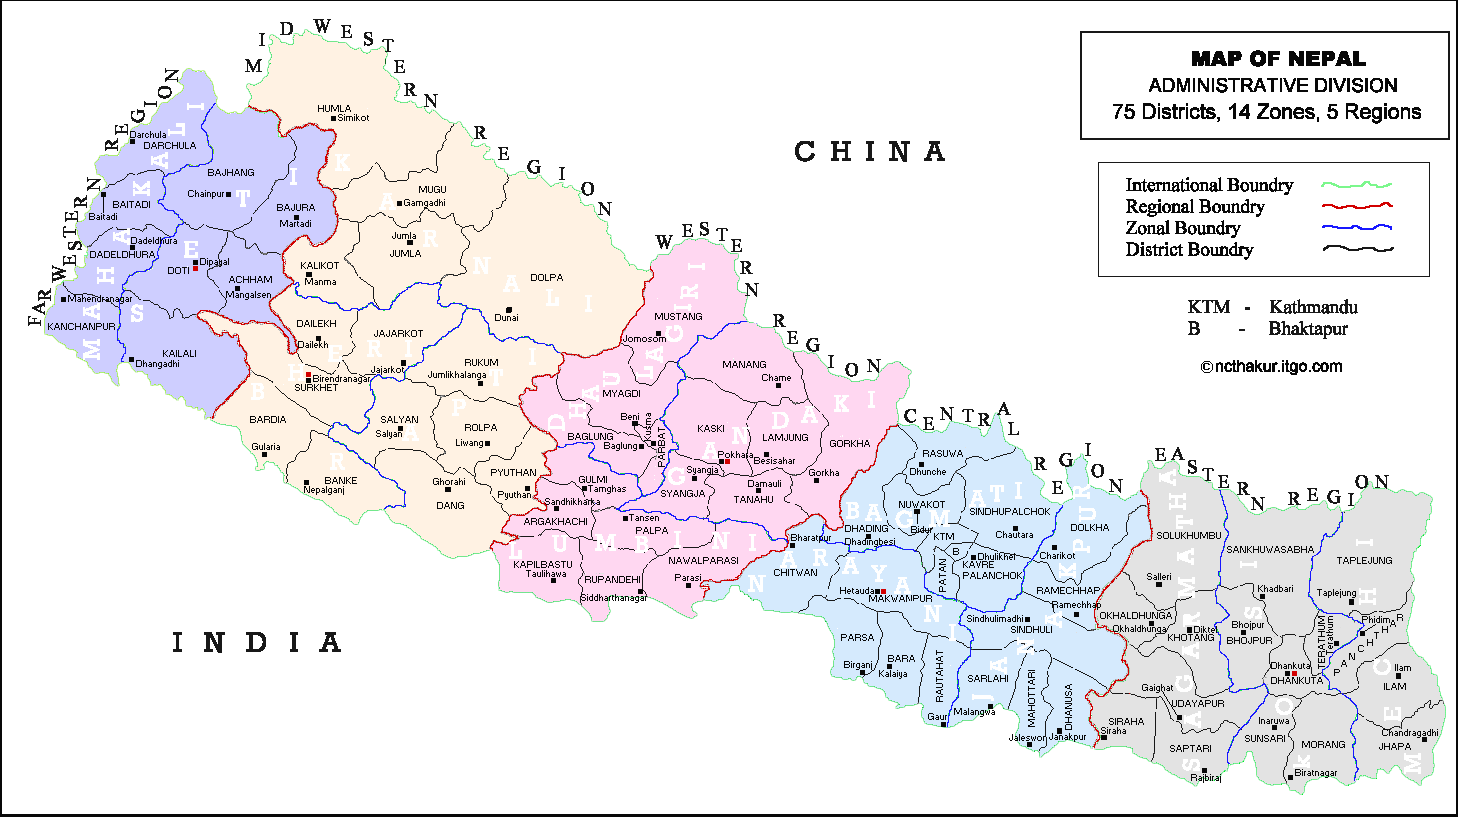 MAP OF NEPAL
ADMINISTRATIVE DIVISION
75 Districts, 14 Zones, 5 Regions
International Boundry
Regional Boundry
Zonal Boundry
District Boundry
KTM - Kathmandu
B - Bhaktapur
©ncthakur.itgo.com
CHINA
INDIA
FAR WESTERN REGION
MID WESTERN REGION
WESTERN REGION
CENTRAL REGION
EASTERN REGION
MAHAKALI
Darchula
DARCHULA
BAITADI
Baitadi
Dadeldhura
DADELDHURA
Mahendranagar
KANCHANPUR
SETI
BAJHANG
Chainpur
BAJURA
Martadi
Dipayal
DOTI
ACHHAM
Mangalsen
KAILALI
Dhangadhi
KARNALI
HUMLA
Simikot
MUGU
Gamgadhi
Jumla
JUMLA
KALIKOT
Manma
DOLPA
Dunai
BHERI
DAILEKH
Dailekh
JAJARKOT
Jajarkot
Birendranagar
SURKHET
BARDIA
Gularia
BANKE
Nepalganj
RAPTI
RUKUM
Jumlikhalanga
SALYAN
Salyan
ROLPA
Liwang
PYUTHAN
Pyuthan
Ghorahi
DANG
DHAULAGIRI
MUSTANG
Jomosom
MYAGDI
Beni
BAGLUNG
Baglung
Kusma
PARBAT
GANDAKI
MANANG
Chame
KASKI
Pokhara
LAMJUNG
Besisahar
GORKHA
Gorkha
Syangja
SYANGJA
Damauli
TANAHU
LUMBINI
GULMI
Tamghas
Sandhikharka
ARGAKHACHI
Tansen
PALPA
KAPILBASTU
Taulihawa
RUPANDEHI
Siddharthanagar
NAWALPARASI
Parasi
BAGMATI
RASUWA
Dhunche
NUWAKOT
Bidur
SINDHUPALCHOK
Chautara
DHADING
Dhadingbesi
KTM
B
PATAN
Dhulikhel
KAVRE
PALANCHOK
NARAYANI
Bharatpur
CHITWAN
Hetauda
MAKWANPUR
PARSA
Birganj
BARA
Kalaiya
RAUTAHAT
Gaur
JANAKPUR
DOLKHA
Charikot
RAMECHHAP
Ramechhap
Sindhulimadhi
SINDHULI
SARLAHI
Malangwa
MAHOTTARI
Jaleswor
DHANUSA
Janakpur
SAGARMATHA
SOLUKHUMBU
Salleri
OKHALDHUNGA
Okhaldhunga
Diktel
KHOTANG
Gaighat
UDAYAPUR
SIRAHA
Siraha
SAPTARI
Rajbiraj
KOSI
SANKHUWASABHA
Khadbari
Bhojpur
BHOJPUR
TERATHUM
Terathum
Dhankuta
DHANKUTA
Inaruwa
SUNSARI
MORANG
Biratnagar
MECHI
TAPLEJUNG
Taplejung
Phidim
PANCHTHAR
Ilam
ILAM
Chandragadhi
JHAPA